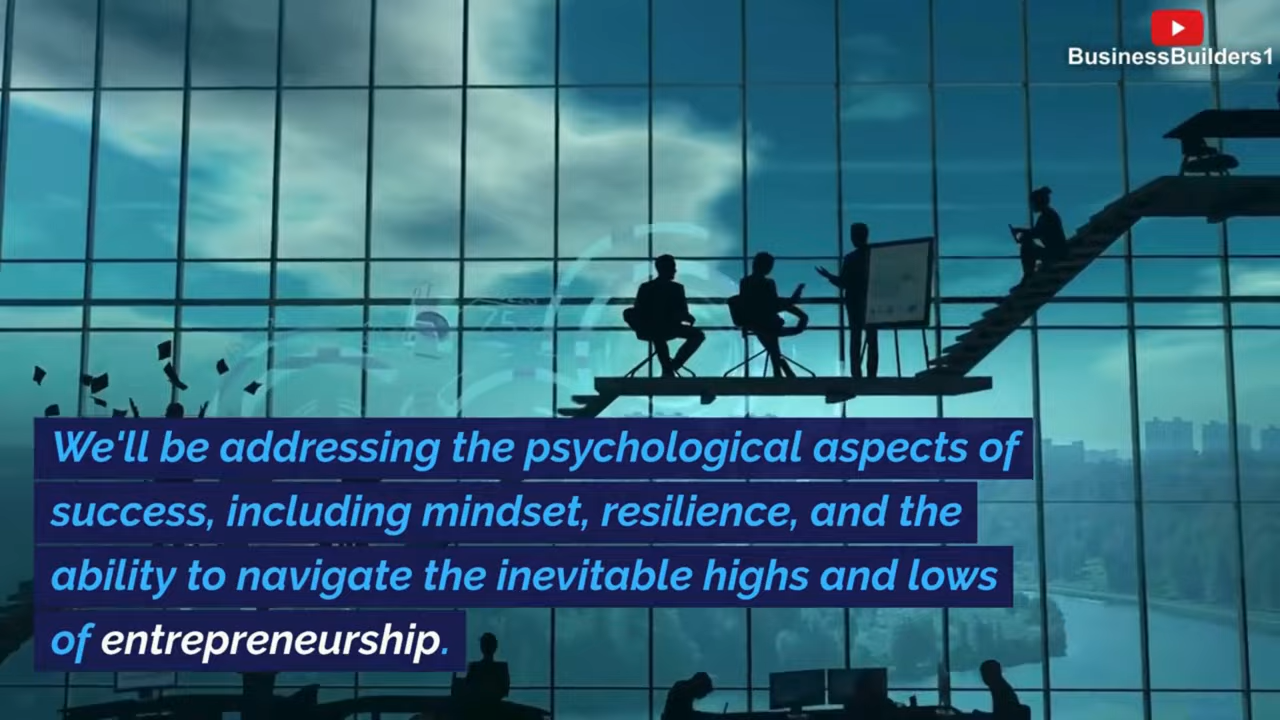 BusinessBuilders1
We'll be addressing the psychological aspects of
success, including mindset, resilience, and the
ability to navigate the inevitable highs and lows
of entrepreneurship.